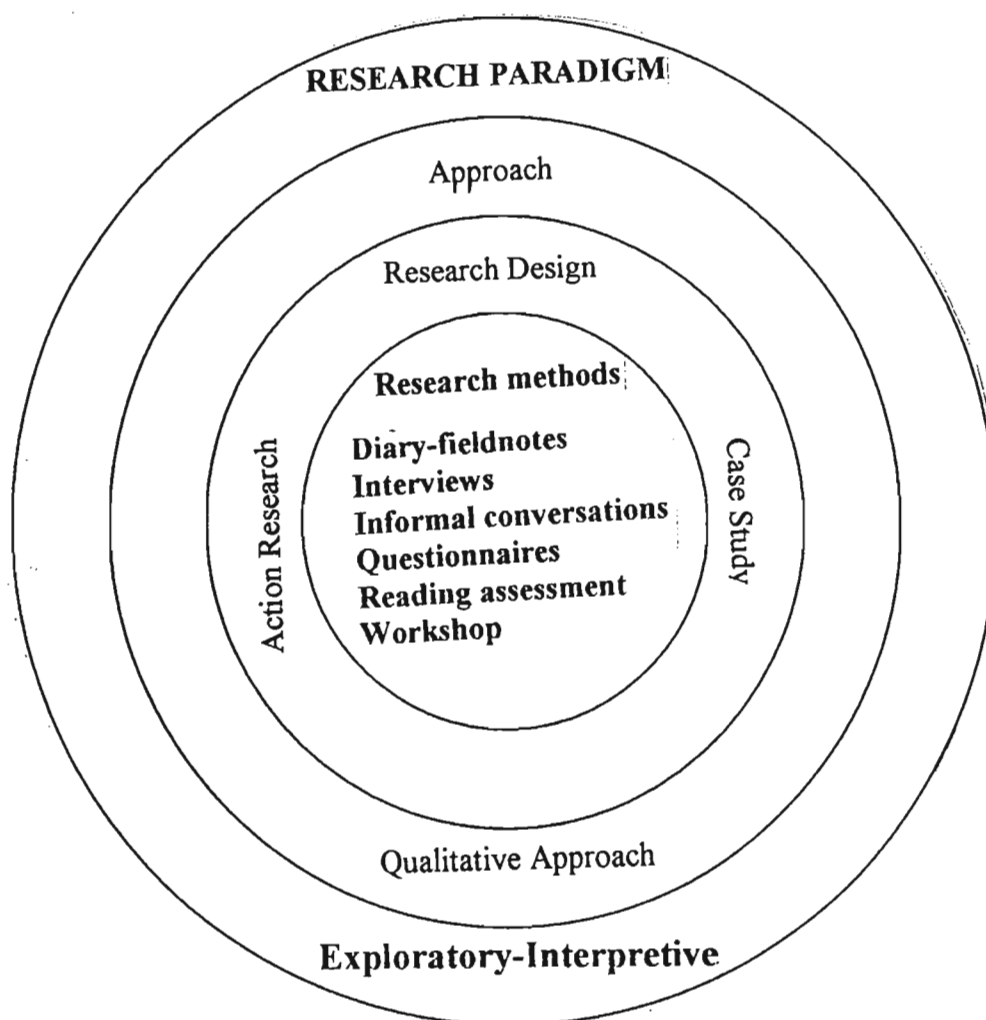 RESEARCH PARADIGM
Approach
Research Design
Research methods
Diary-fieldnotes
Interviews
Informal conversations
Questionnaires
Reading assessment
Workshop
Action Research
Case Study
Qualitative Approach
Exploratory-Interpretive